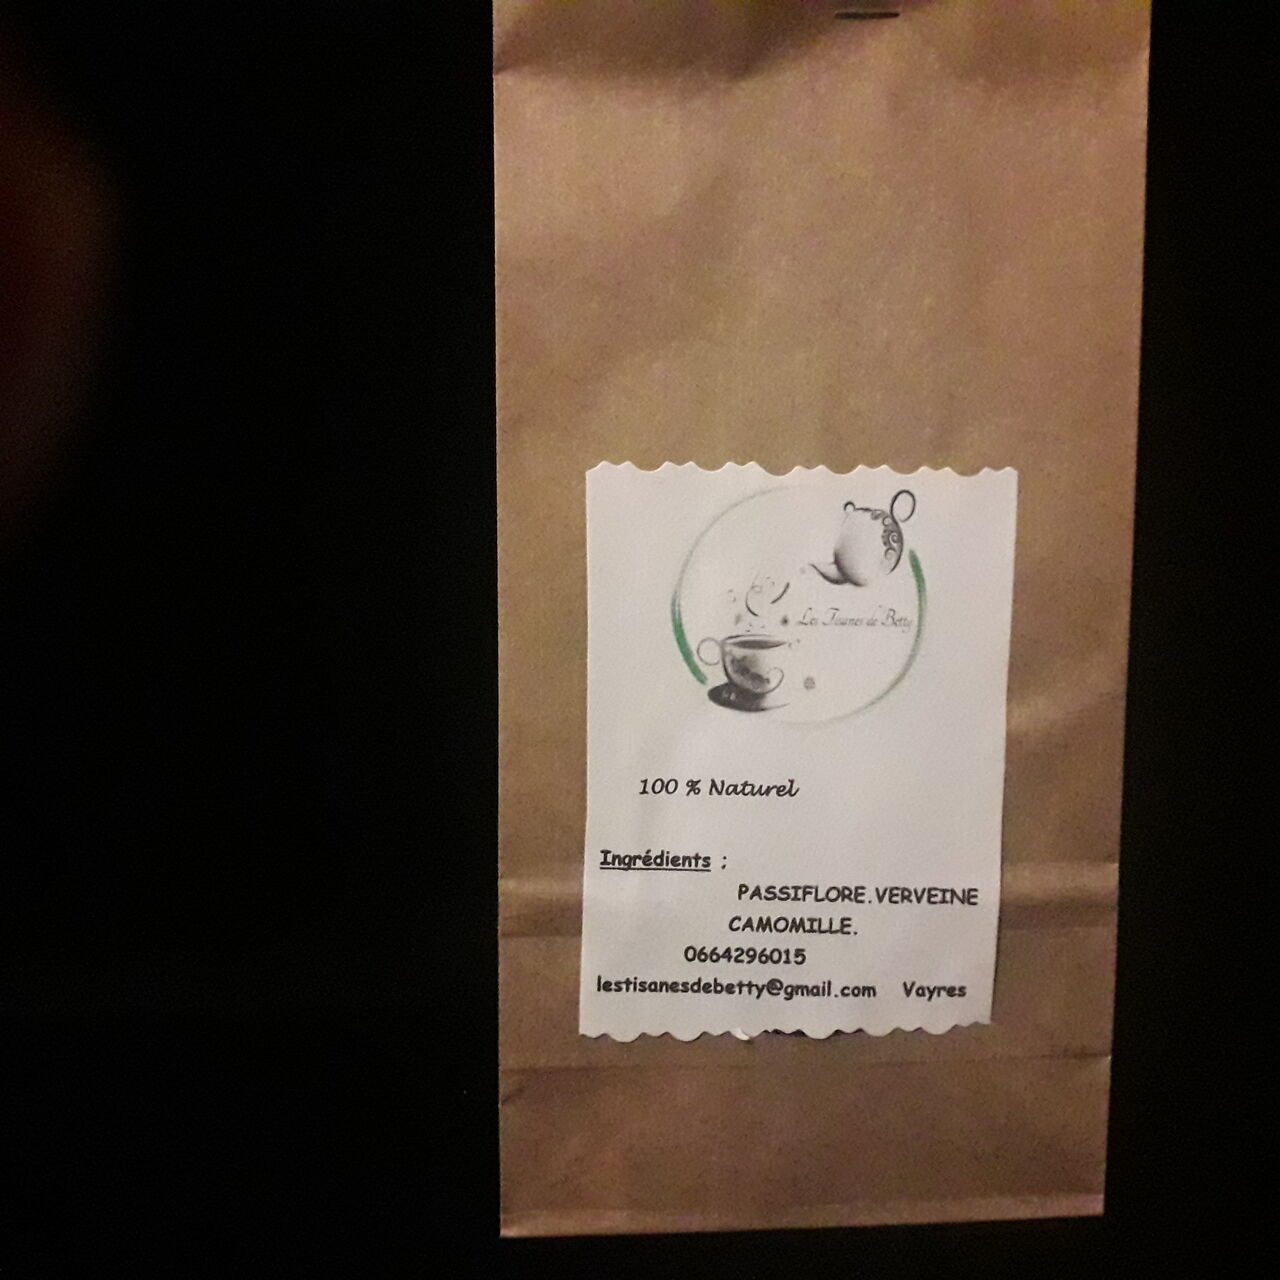 Les Tisanes de Betty
100 % Naturel
Ingrédients :
PASSIFLORE.VERVEINE
CAMOMILLE.
0664296015
lestisanesdebetty@gmail.com Vayres